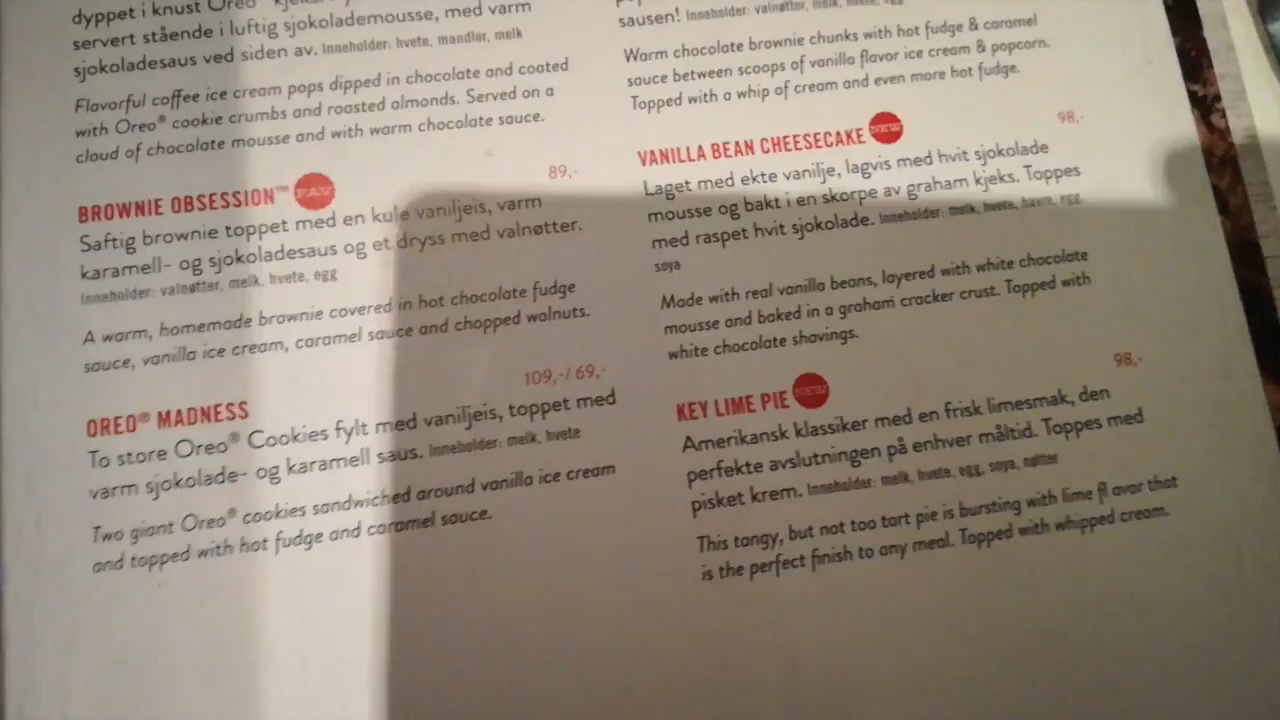 dyppet i knust Oreo®
servert stående i luftig sjokolademousse, med varm
sjokoladesaus ved siden av. Inneholder: hvete, mandler, melk
Flavorful coffee ice cream pops dipped in chocolate and coated
with Oreo® cookie crumbs and roasted almonds. Served on a
cloud of chocolate mousse and with warm chocolate sauce.
89,-
BROWNIE OBSESSION™ FAV
Saftig brownie toppet med en kule vaniljeis, varm
karamell- og sjokoladesaus og et dryss med valnøtter.
Inneholder: valnøtter, melk, hvete, egg
A warm, homemade brownie covered in hot chocolate fudge
sauce, vanilla ice cream, caramel sauce and chopped walnuts.
109,-/ 69,-
OREO® MADNESS
To store Oreo® Cookies fylt med vaniljeis, toppet med
varm sjokolade- og karamell saus. Inneholder: melk, hvete
Two giant Oreo® cookies sandwiched around vanilla ice cream
and topped with hot fudge and caramel sauce.
sausen! Inneholder: valnøtter, melk, hvete, egg
Warm chocolate brownie chunks with hot fudge & caramel
sauce between scoops of vanilla flavor ice cream & popcorn.
Topped with a whip of cream and even more hot fudge.
98,-
VANILLA BEAN CHEESECAKE NEW
Laget med ekte vanilje, lagvis med hvit sjokolade
mousse og bakt i en skorpe av graham kjeks. Toppes
med raspet hvit sjokolade. Inneholder: melk, hvete, havre, egg
soya
Made with real vanilla beans, layered with white chocolate
mousse and baked in a graham cracker crust. Topped with
white chocolate shavings.
98,-
KEY LIME PIE NEW
Amerikansk klassiker med en frisk limesmak, den
perfekte avslutningen på enhver måltid. Toppes med
pisket krem. Inneholder: melk, hvete, egg, soya, nøtter
This tangy, but not too tart pie is bursting with lime fl avor that
is the perfect finish to any meal. Topped with whipped cream.